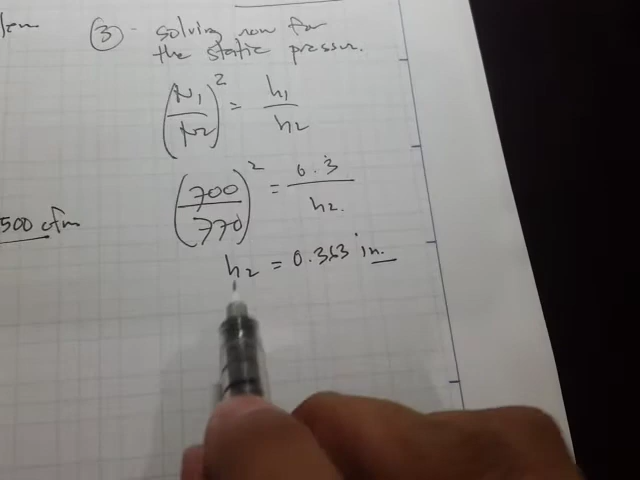 ③ solving now for
the static pressur.
(N1/N2)² = h1/h2
(700/770)² = 0.3/h2.
500 cfm
h2 = 0.363 in.